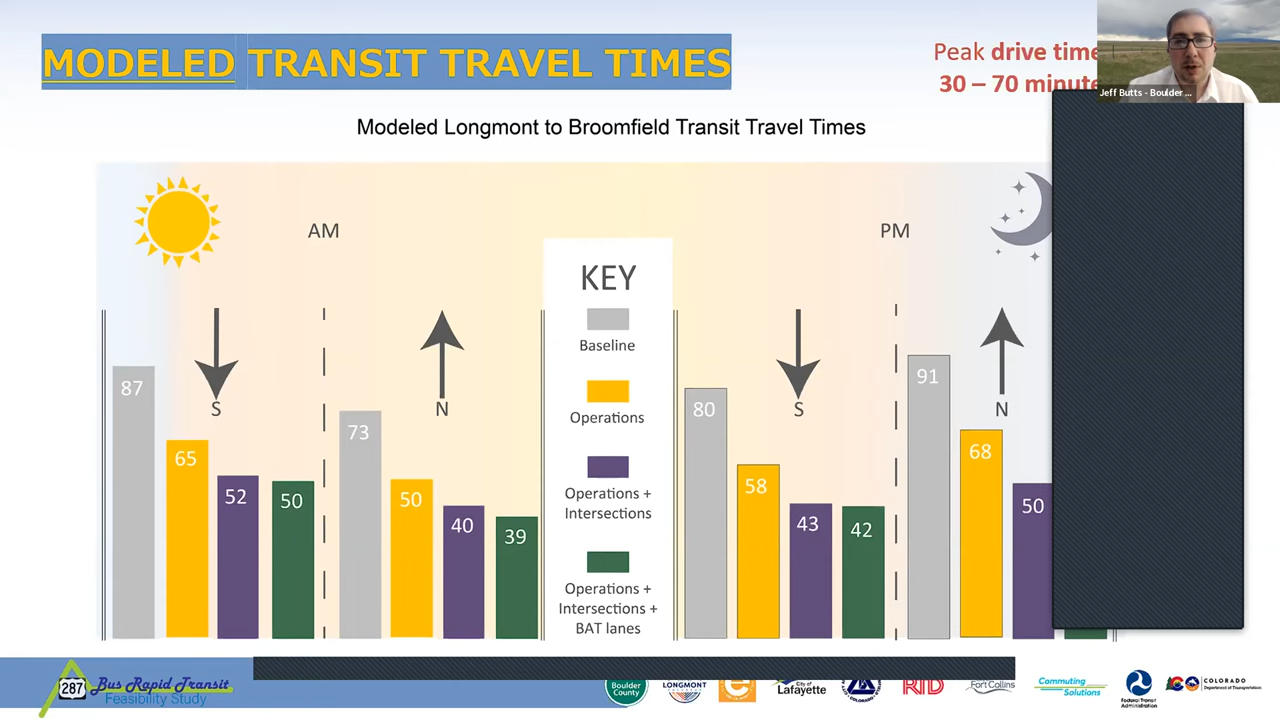 MODELED TRANSIT TRAVEL TIMES
Peak drive time
30 – 70 minute
Jeff Butts - Boulder ...
Modeled Longmont to Broomfield Transit Travel Times
AM
PM
KEY
Baseline
Operations
Operations +
Intersections
Operations +
Intersections +
BAT lanes
S
N
S
N
87
65
52
50
73
50
40
39
80
58
43
42
91
68
50
287
Bus Rapid Transit
Feasibility Study
Boulder
County
LONGMONT
City of
Lafayette
RTD
Fort Collins
Commuting
Solutions
Federal Transit
Administration
COLORADO
Department of Transportation